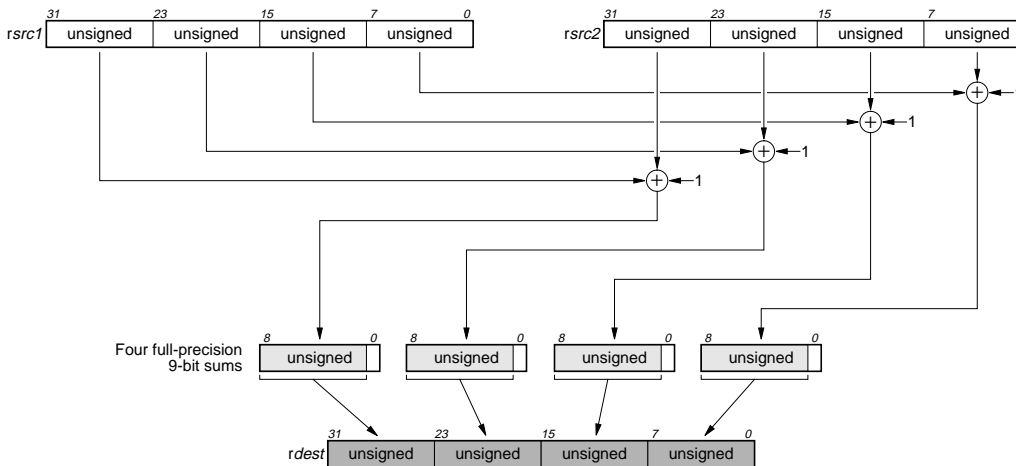 31 23 15 7 0 31 23 15 7
rsrc1 unsigned unsigned unsigned unsigned rsrc2 unsigned unsigned unsigned unsigned
+
+ 1
+ 1
+ 1
8 0 8 0 8 0 8 0
Four full-precision unsigned unsigned unsigned unsigned
9-bit sums
31 23 15 7 0
rdest unsigned unsigned unsigned unsigned